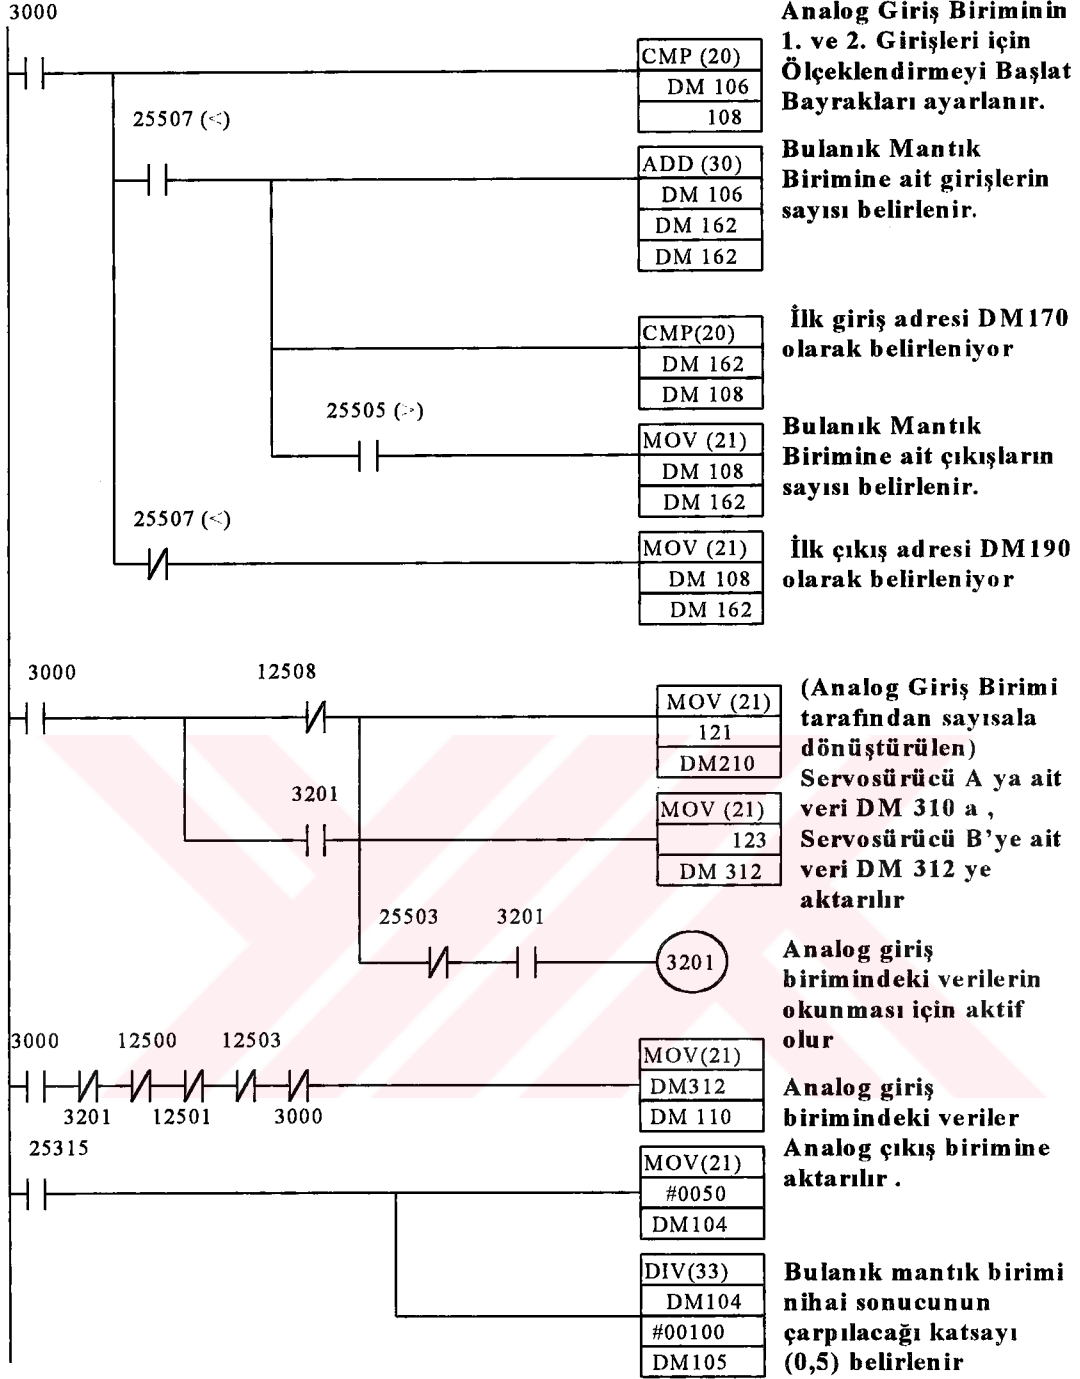 3000
Analog Giriş Biriminin
1. ve 2. Girişleri için
Ölçeklendirmeyi Başlat
Bayrakları ayarlanır.
CMP (20)
DM 106
108
25507 (<)
Bulanık Mantık
Birimine ait girişlerin
sayısı belirlenir.
ADD (30)
DM 106
DM 162
DM 162
İlk giriş adresi DM170
olarak belirleniyor
CMP(20)
DM 162
DM 108
25505 (>)
Bulanık Mantık
Birimine ait çıkışların
sayısı belirlenir.
MOV (21)
DM 108
DM 162
25507 (<)
İlk çıkış adresi DM190
olarak belirleniyor
MOV (21)
DM 108
DM 162
3000
12508
MOV (21)
121
DM210
(Analog Giriş Birimi
tarafından sayısala
dönüştürülen)
Servosürücü A ya ait
veri DM 310 a ,
Servosürücü B'ye ait
veri DM 312 ye
aktarılır
3201
MOV (21)
123
DM 312
25503
3201
3201
Analog giriş
birimindeki verilerin
okunması için aktif
olur
3000
12500
12503
3201
12501
3000
MOV(21)
DM312
DM 110
Analog giriş
birimindeki veriler
Analog çıkış birimine
aktarılır .
25315
MOV(21)
#0050
DM104
DIV(33)
DM104
#00100
DM105
Bulanık mantık birimi
nihai sonucunun
çarpılacağı katsayı
(0,5) belirlenir